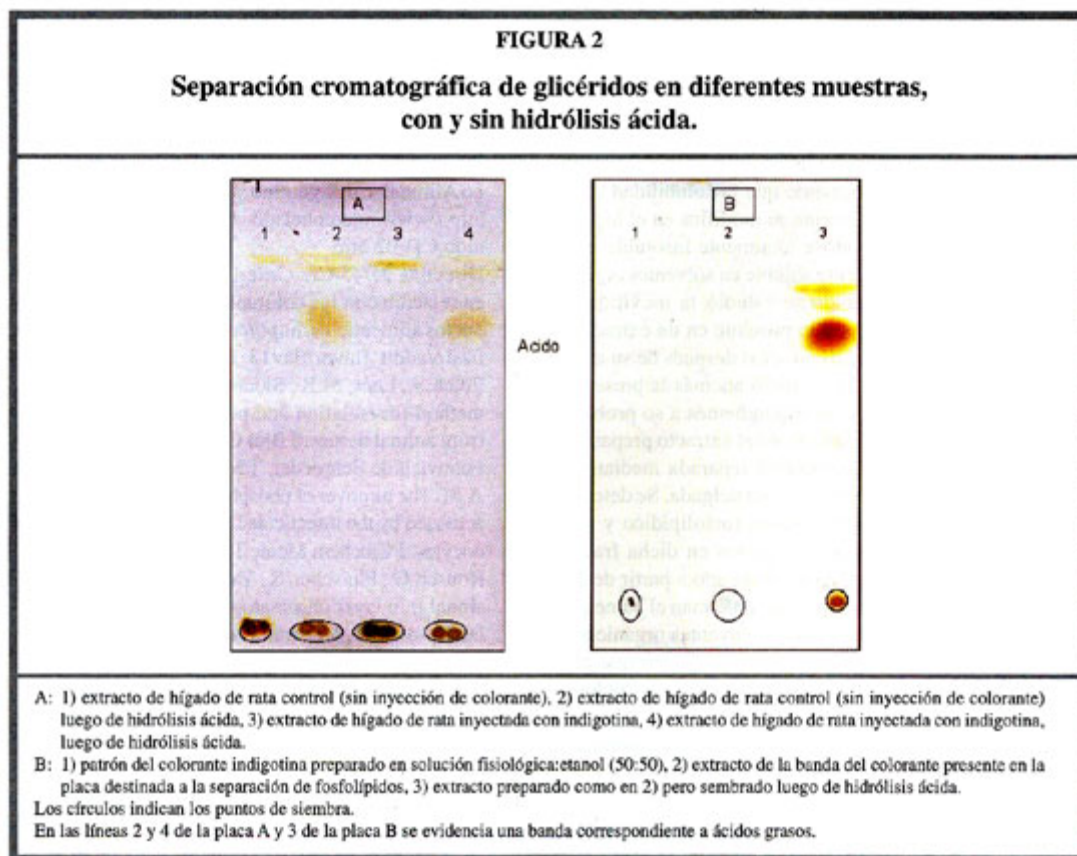 FIGURA 2
Separación cromatográfica de glicéridos en diferentes muestras,
con y sin hidrólisis ácida.
A
1 2 3 4
Acido
B
1 2 3
A: 1) extracto de hígado de rata control (sin inyección de colorante), 2) extracto de hígado de rata control (sin inyección de colorante)
luego de hidrólisis ácida, 3) extracto de hígado de rata inyectada con indigotina, 4) extracto de hígado de rata inyectada con indigotina,
luego de hidrólisis ácida.
B: 1) patrón del colorante indigotina preparado en solución fisiológica:etanol (50:50), 2) extracto de la banda del colorante presente en la
placa destinada a la separación de fosfolípidos, 3) extracto preparado como en 2) pero sembrado luego de hidrólisis ácida.
Los círculos indican los puntos de siembra.
En las líneas 2 y 4 de la placa A y 3 de la placa B se evidencia una banda correspondiente a ácidos grasos.